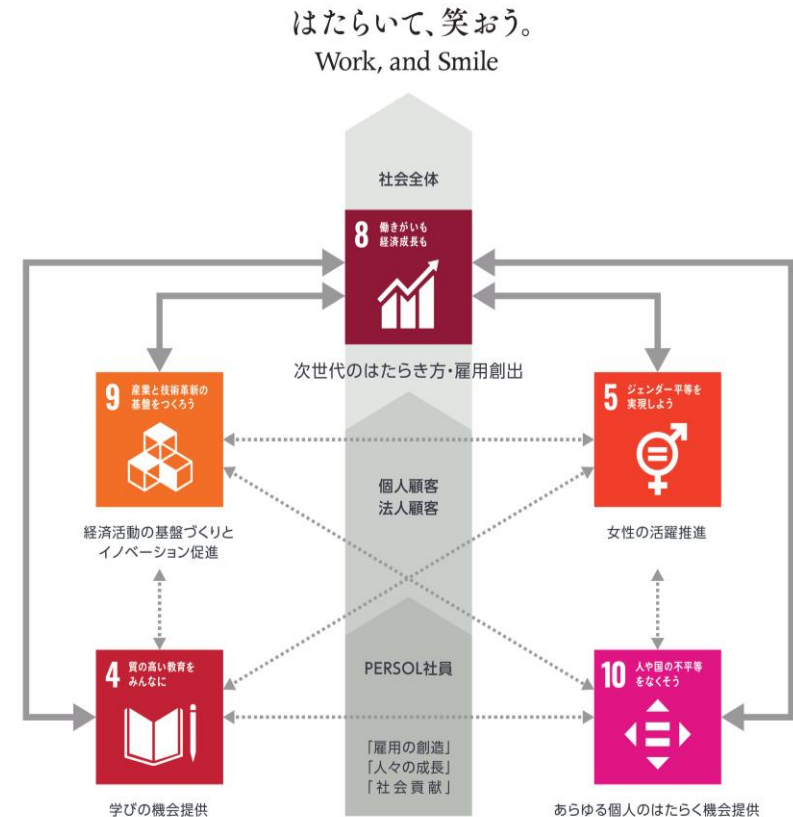 はたらいて、笑おう。
Work, and Smile
社会全体
8 働きがいも
経済成長も
次世代のはたらき方・雇用創出
9 産業と技術革新の
基盤をつくろう
経済活動の基盤づくりと
イノベーション促進
5 ジェンダー平等を
実現しよう
女性の活躍推進
個人顧客
法人顧客
4 質の高い教育を
みんなに
学びの機会提供
PERSOL社員
「雇用の創造」
「人々の成長」
「社会貢献」
10 人や国の不平等
をなくそう
あらゆる個人のはたらく機会提供